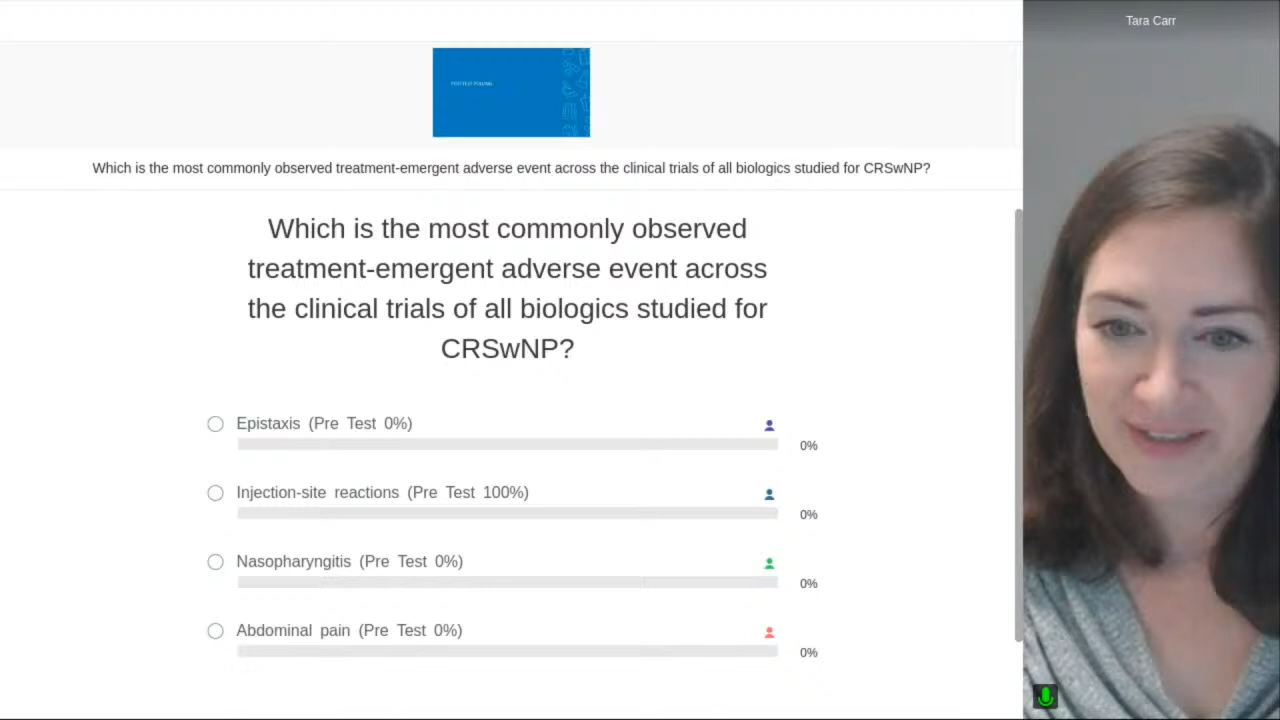 Tara Carr
POSTTEST POLLING
Which is the most commonly observed treatment-emergent adverse event across the clinical trials of all biologics studied for CRSwNP?
Which is the most commonly observed
treatment-emergent adverse event across
the clinical trials of all biologics studied for
CRSwNP?
Epistaxis (Pre Test 0%)
0%
Injection-site reactions (Pre Test 100%)
0%
Nasopharyngitis (Pre Test 0%)
0%
Abdominal pain (Pre Test 0%)
0%